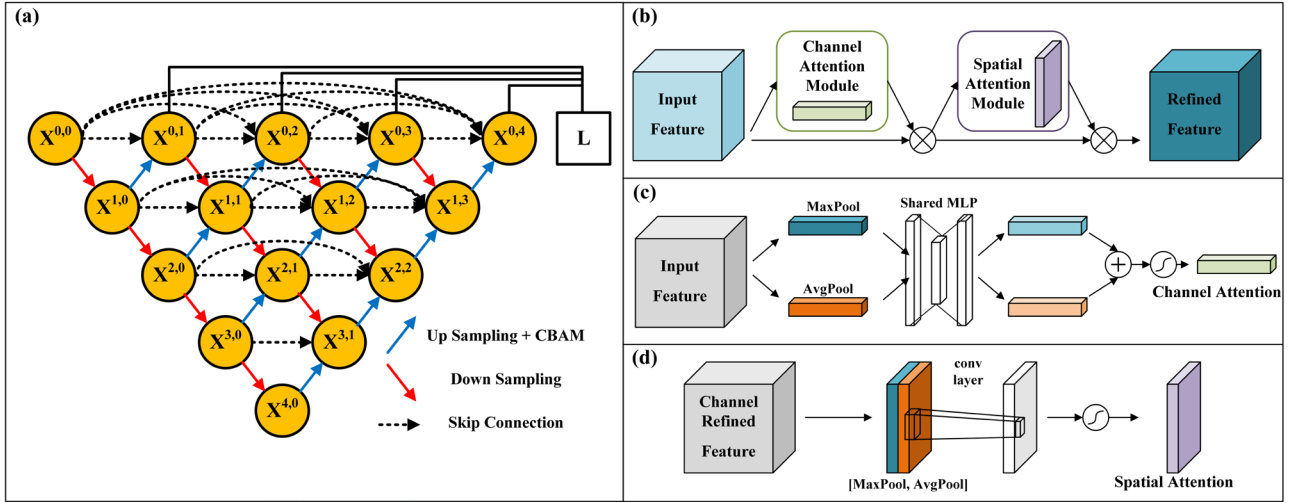 (a)
X0,0
X0,1
X0,2
X0,3
X0,4
L
X1,0
X1,1
X1,2
X1,3
X2,0
X2,1
X2,2
X3,0
X3,1
X4,0
Up Sampling + CBAM
Down Sampling
Skip Connection
(b)
Input
Feature
Channel
Attention
Module
Spatial
Attention
Module
Refined
Feature
(c)
Input
Feature
MaxPool
AvgPool
Shared MLP
Channel Attention
(d)
Channel
Refined
Feature
conv
layer
[MaxPool, AvgPool]
Spatial Attention